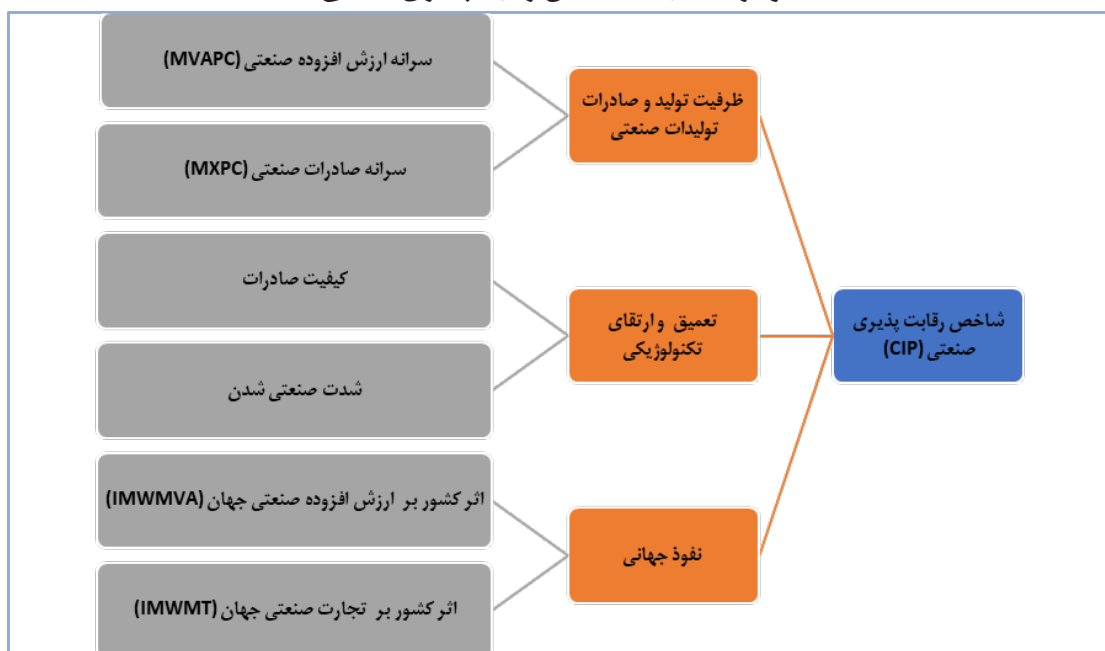 شاخص رقابت پذیری
صنعتی (CIP)
ظرفیت تولید و صادرات
تولیدات صنعتی
سرانه ارزش افزوده صنعتی (MVAPC)
سرانه صادرات صنعتی (MXPC)
تعمیق و ارتقای
تکنولوژیکی
کیفیت صادرات
شدت صنعتی شدن
نفوذ جهانی
اثر کشور بر ارزش افزوده صنعتی جهان (IMWMVA)
اثر کشور بر تجارت صنعتی جهان (IMWMT)